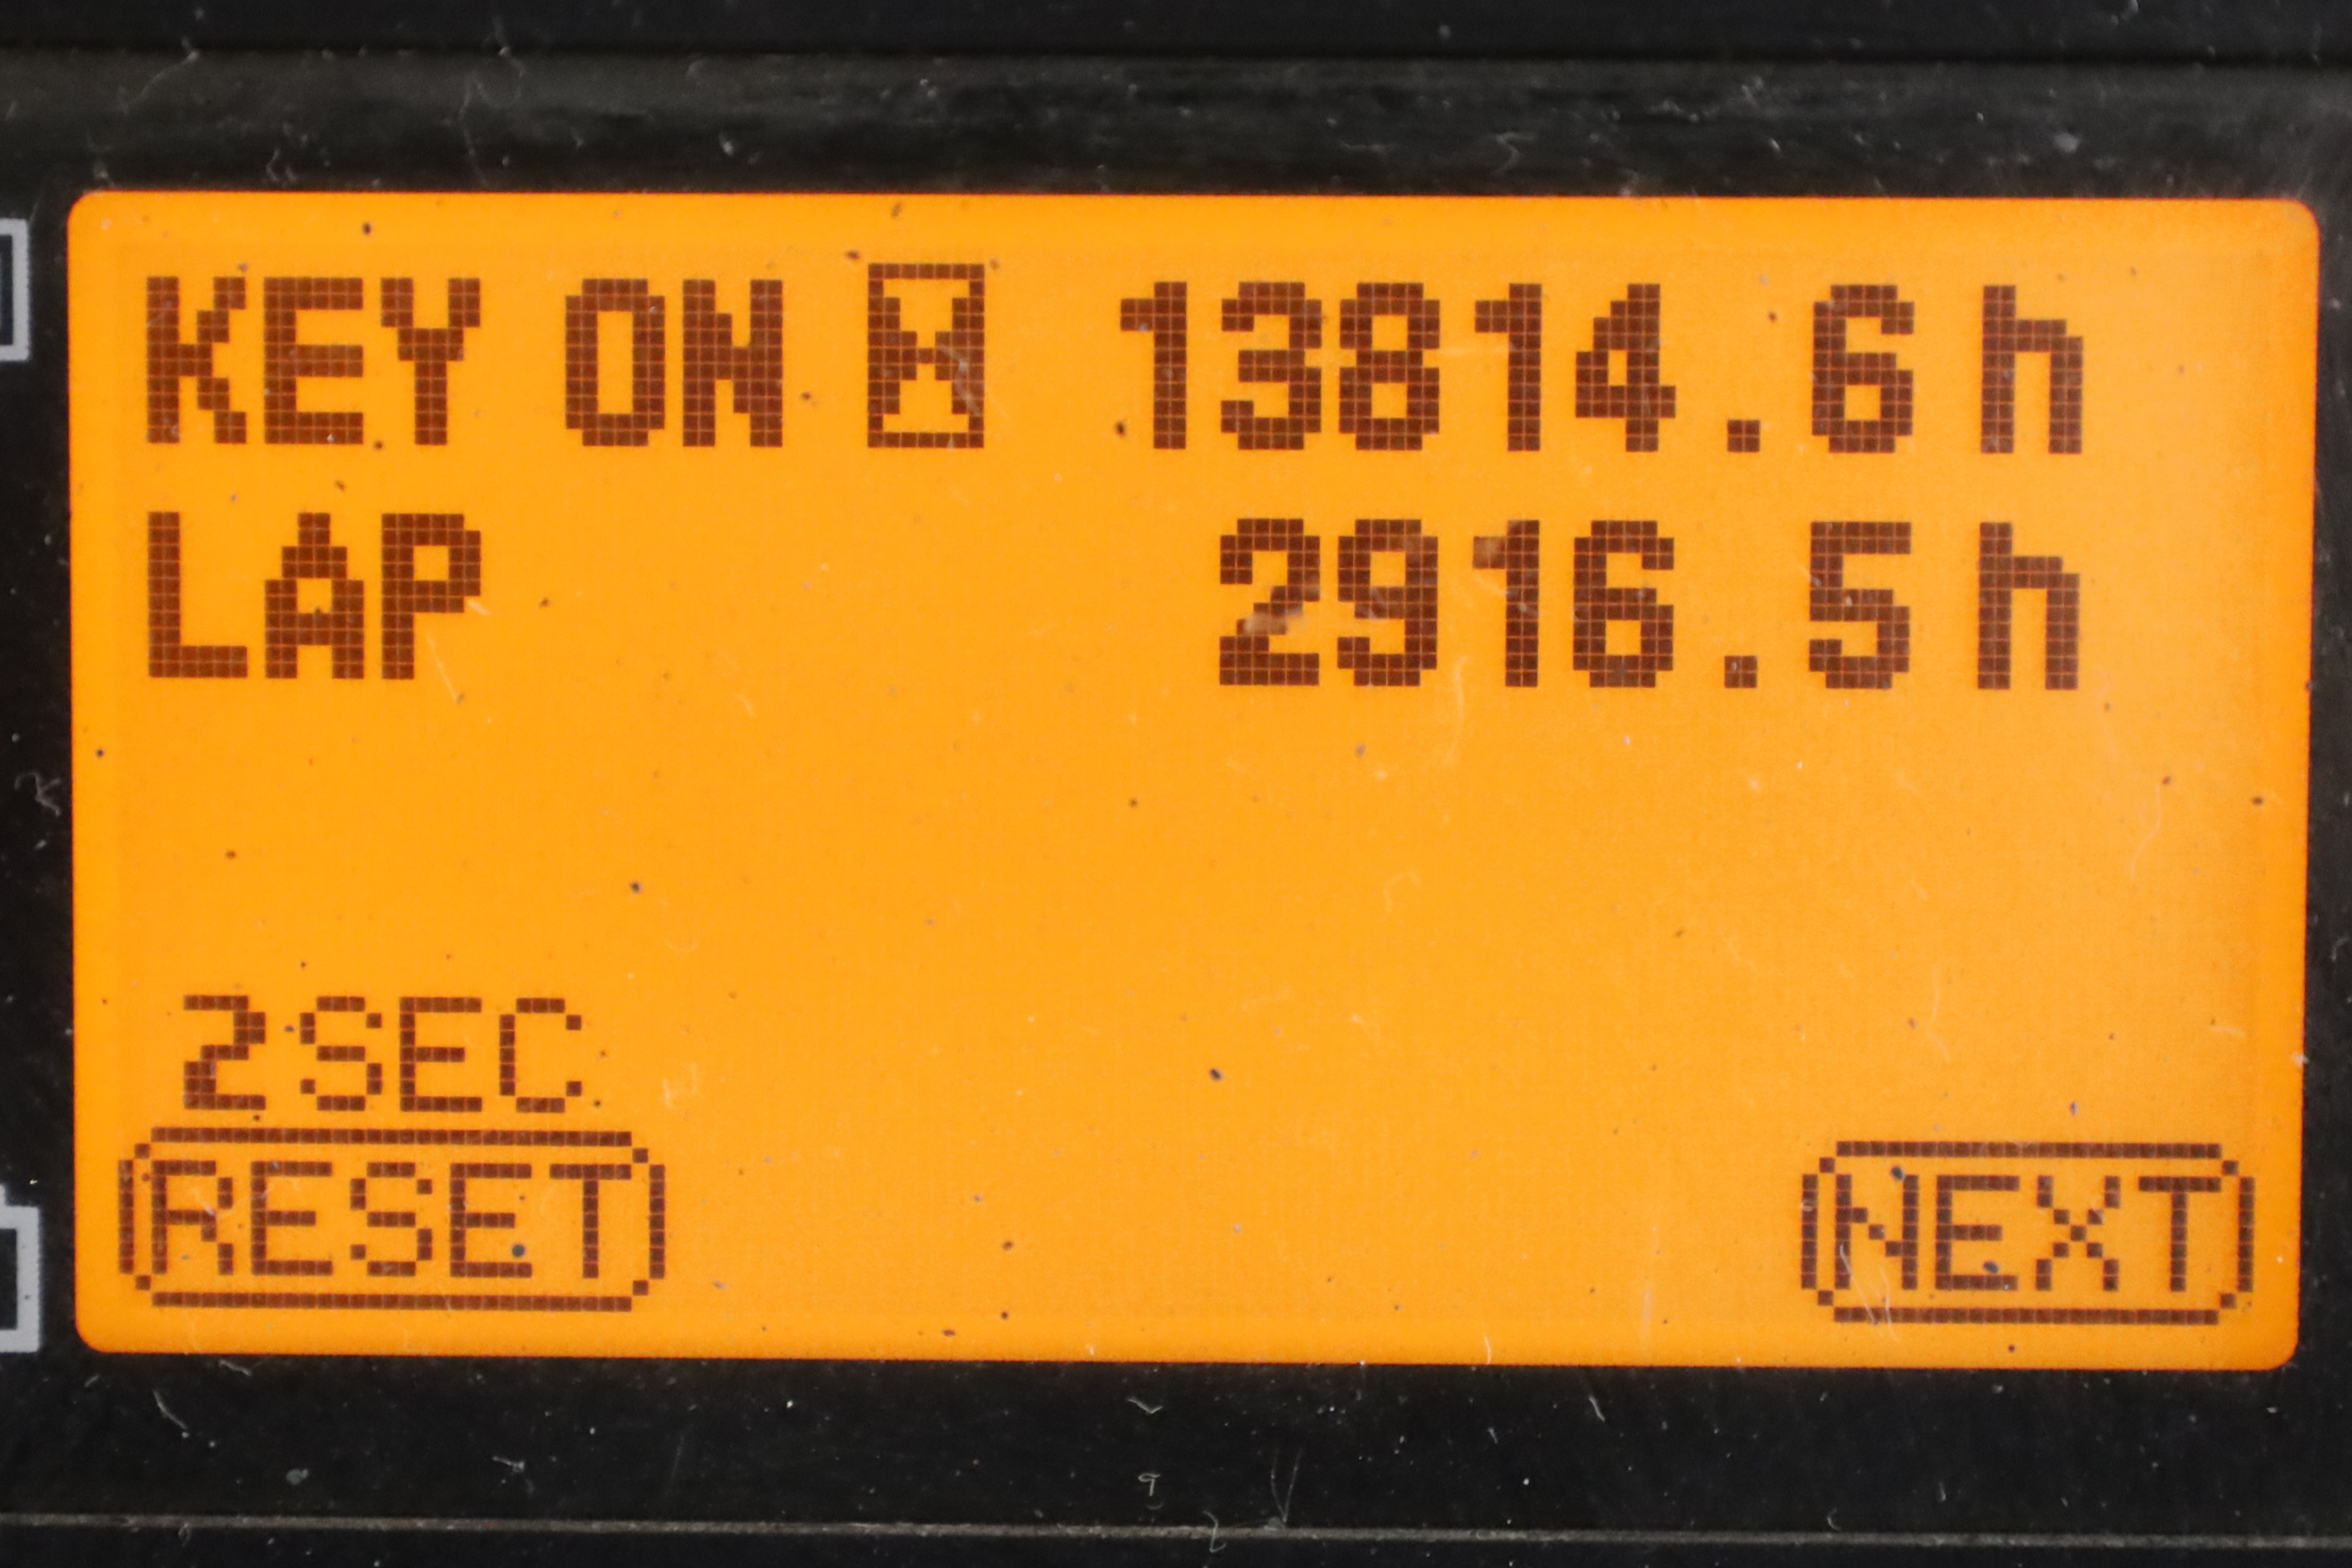 KEY ON 13814.6h
LAP 2916.5h
2SEC
RESET NEXT